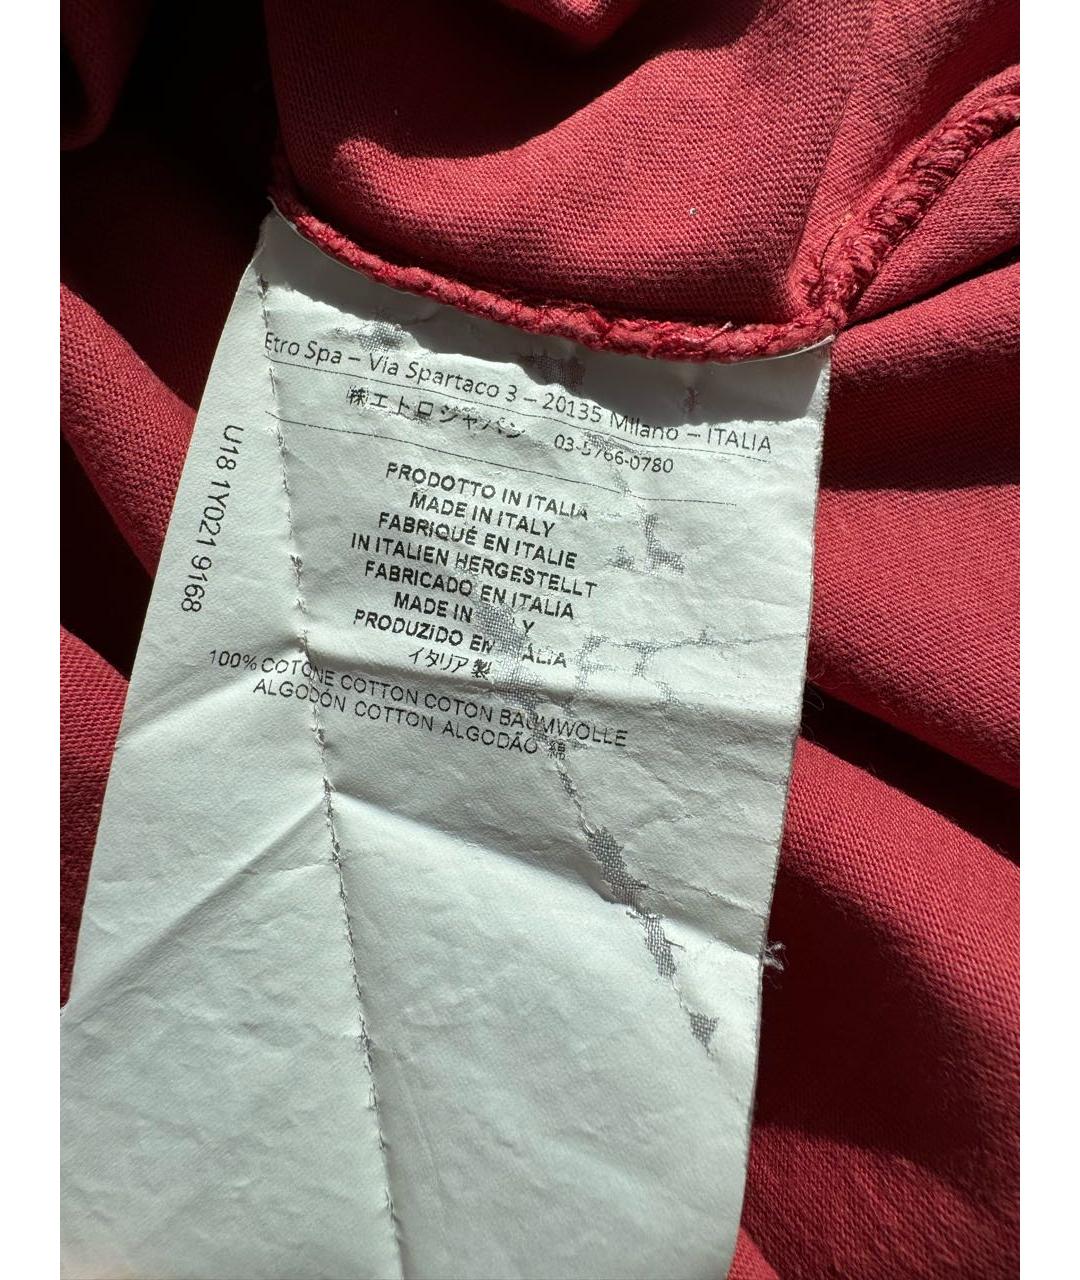 Etro Spa – Via Spartaco 3 – 20135 Milano – ITALIA
㈱エトロジャパン 03-5766-0780
PRODOTTO IN ITALIA
MADE IN ITALY
FABRIQUÉ EN ITALIE
IN ITALIEN HERGESTELLT
FABRICADO EN ITALIA
MADE IN Y
PRODUZIDO EM ALIA
イタリア製
100% COTONE COTTON COTON BAUMWOLLE
ALGODÓN COTTON ALGODÃO 綿
U18 1Y021 9168